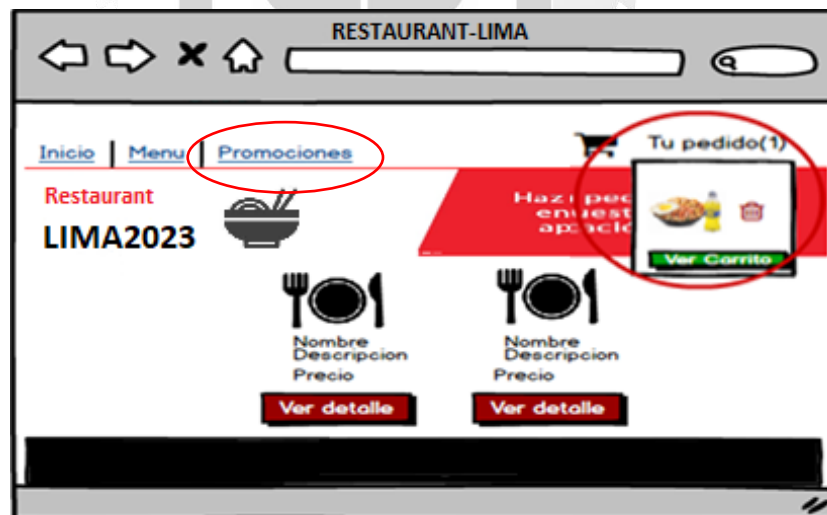 RESTAURANT-LIMA
Inicio | Menu | Promociones
Tu pedido(1)
Restaurant
LIMA2023
Ver Carrito
Nombre
Descripcion
Precio
Ver detalle
Nombre
Descripcion
Precio
Ver detalle